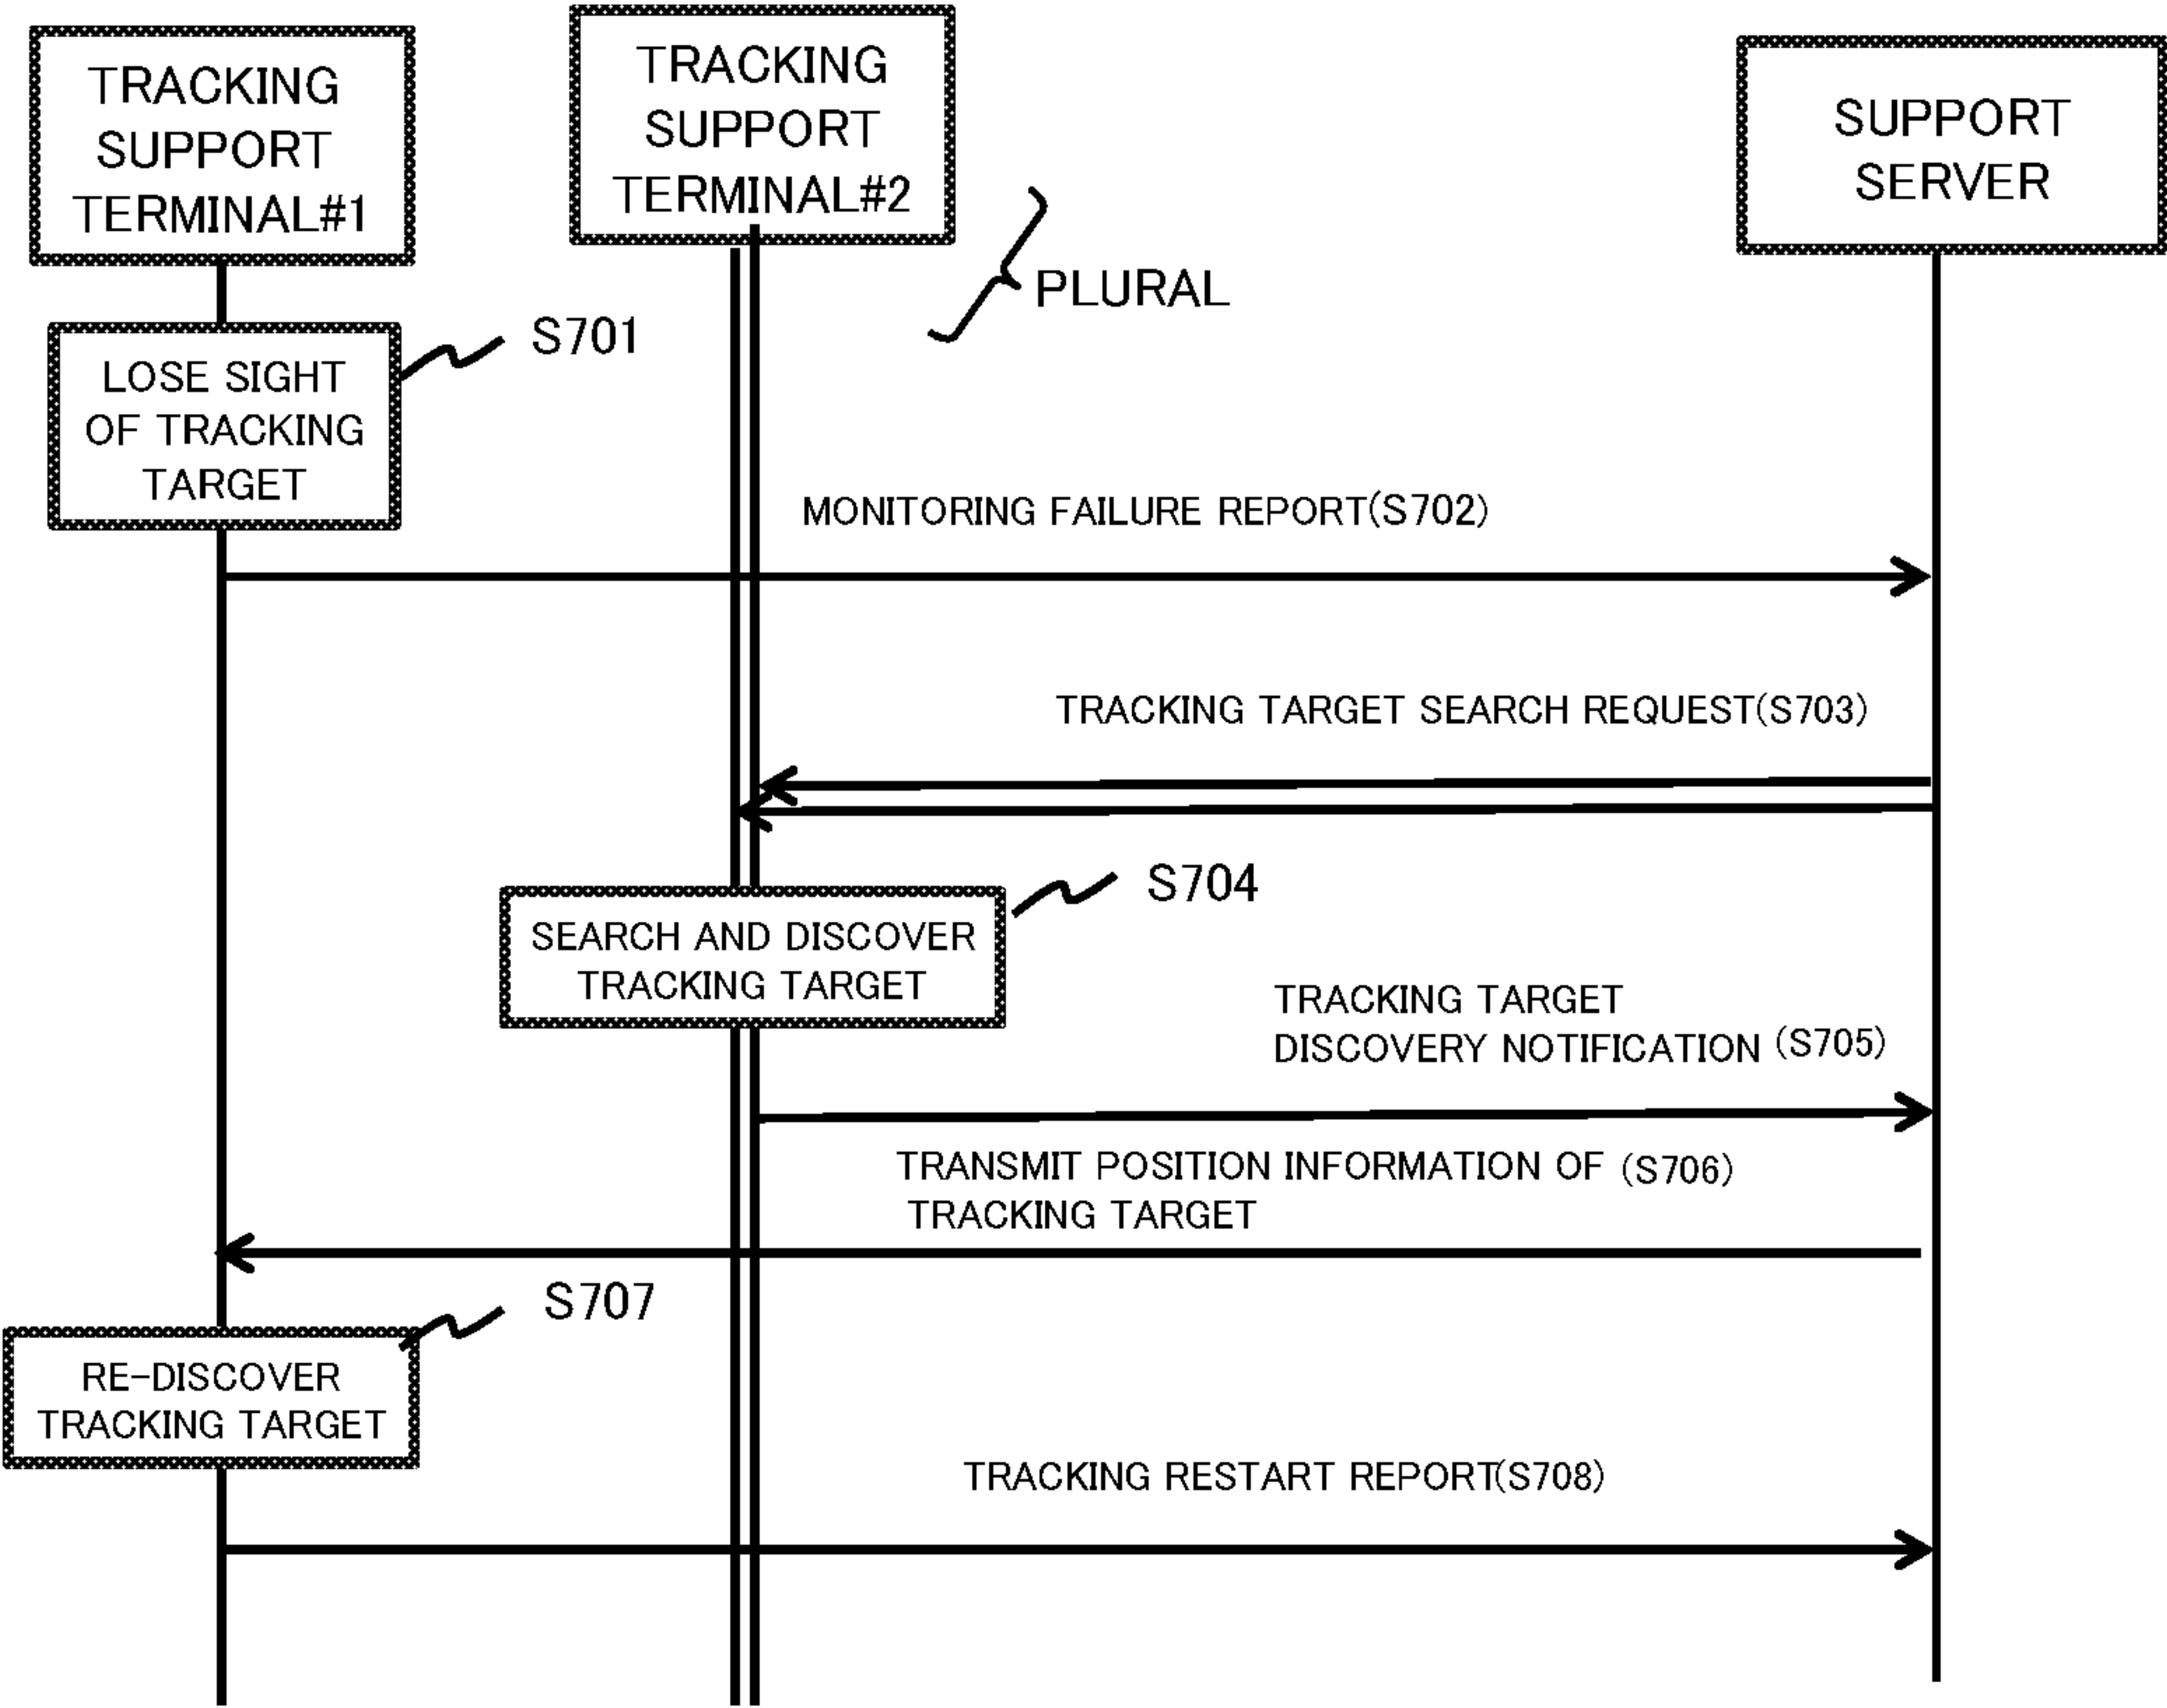 TRACKING
SUPPORT
TERMINAL#1
TRACKING
SUPPORT
TERMINAL#2
SUPPORT
SERVER
PLURAL
S701
LOSE SIGHT
OF TRACKING
TARGET
MONITORING FAILURE REPORT(S702)
TRACKING TARGET SEARCH REQUEST(S703)
S704
SEARCH AND DISCOVER
TRACKING TARGET
TRACKING TARGET
DISCOVERY NOTIFICATION (S705)
TRANSMIT POSITION INFORMATION OF (S706)
TRACKING TARGET
S707
RE-DISCOVER
TRACKING TARGET
TRACKING RESTART REPORT(S708)